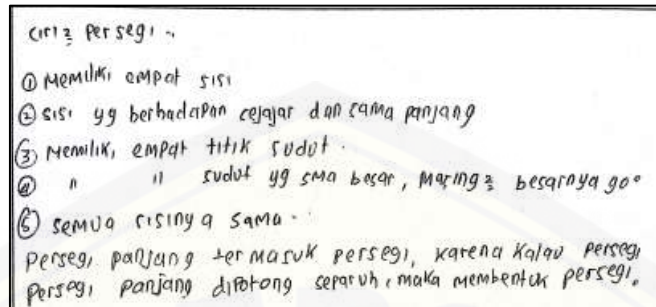 Ciri2 persegi..
① Memiliki empat sisi
② sisi yg berhadapan cejajar dan sama panjang
③ Memiliki empat titik sudut.
④ " " sudut yg sma besar, masing2 besarnya 90°
⑤ semua sisinya sama..
Persegi panjang termasuk persegi, karena kalau persegi
persegi panjang dipotong separuh, maka membentuk persegi.